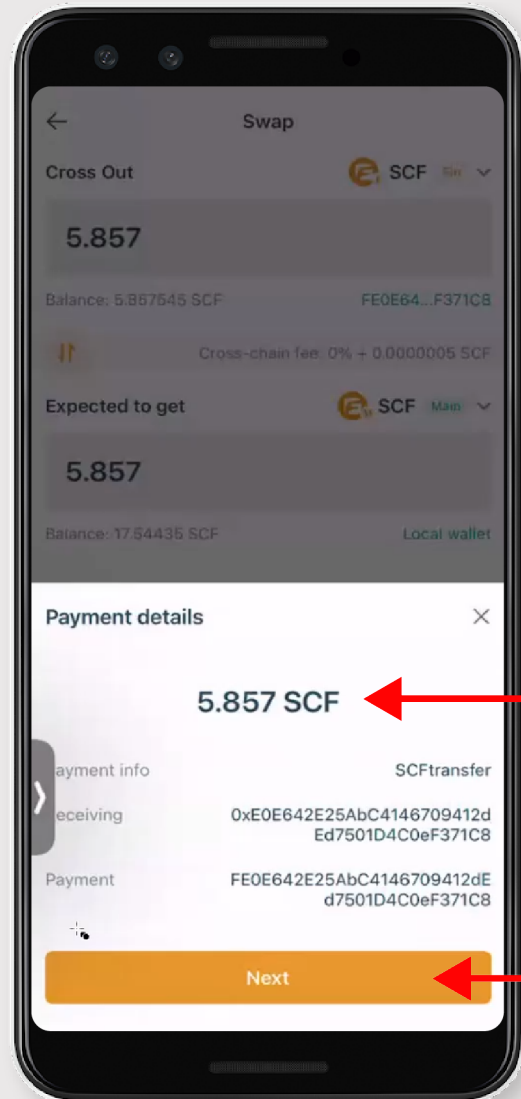 Swap
Cross Out SCF
5.857
Balance: 5.857545 SCF FE0E64...F371C8
Cross-chain fee: 0% + 0.0000005 SCF
Expected to get SCF Main
5.857
Balance: 17.54435 SCF Local wallet
Payment details
5.857 SCF
ayment info SCFtransfer
eceiving 0xE0E642E25AbC4146709412d
Ed7501D4C0eF371C8
Payment FE0E642E25AbC4146709412dE
d7501D4C0eF371C8
Next